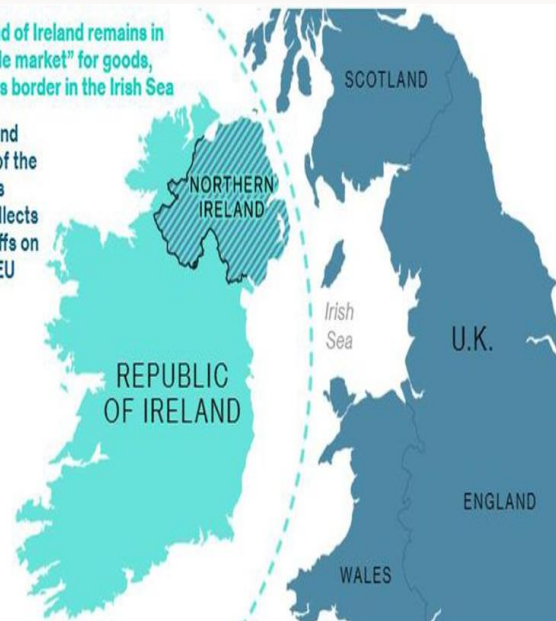 d of Ireland remains in
le market” for goods,
s border in the Irish Sea
nd
of the
s
llects
ffs on
EU
SCOTLAND
NORTHERN
IRELAND
Irish
Sea
U.K.
REPUBLIC
OF IRELAND
ENGLAND
WALES